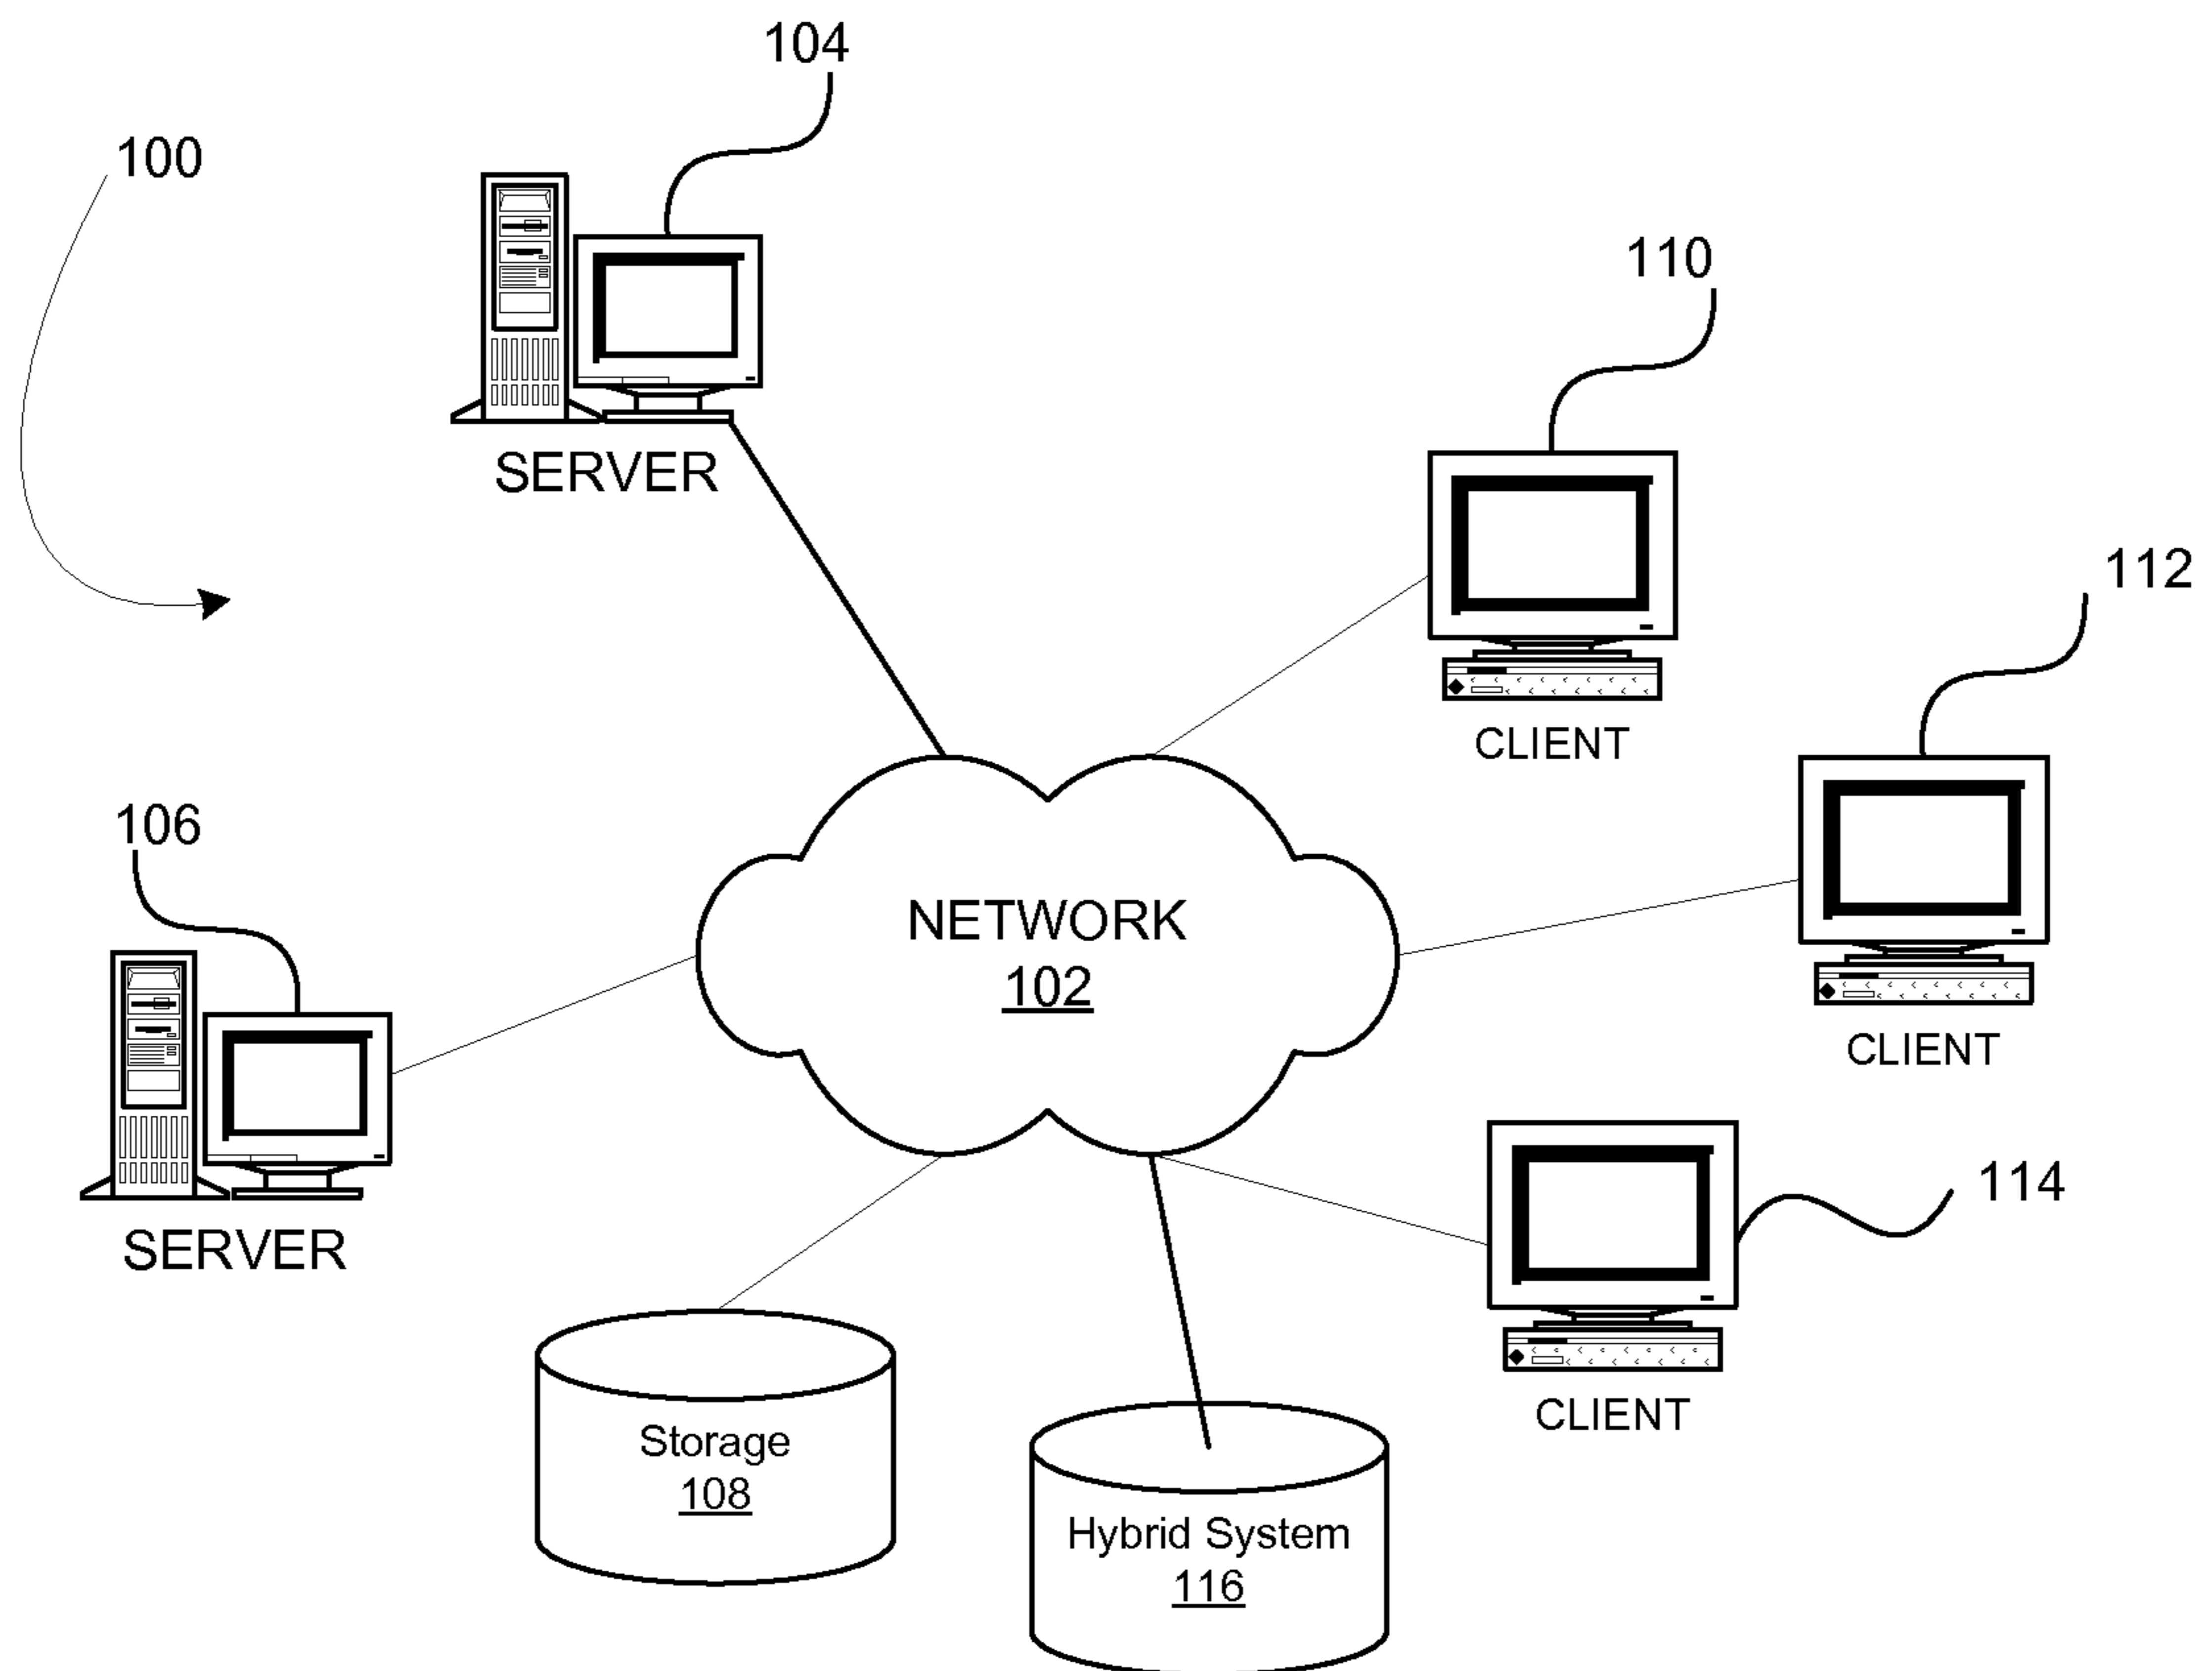 104
100
110
SERVER
112
CLIENT
106
NETWORK
102
CLIENT
114
SERVER
CLIENT
Storage
108
Hybrid System
116